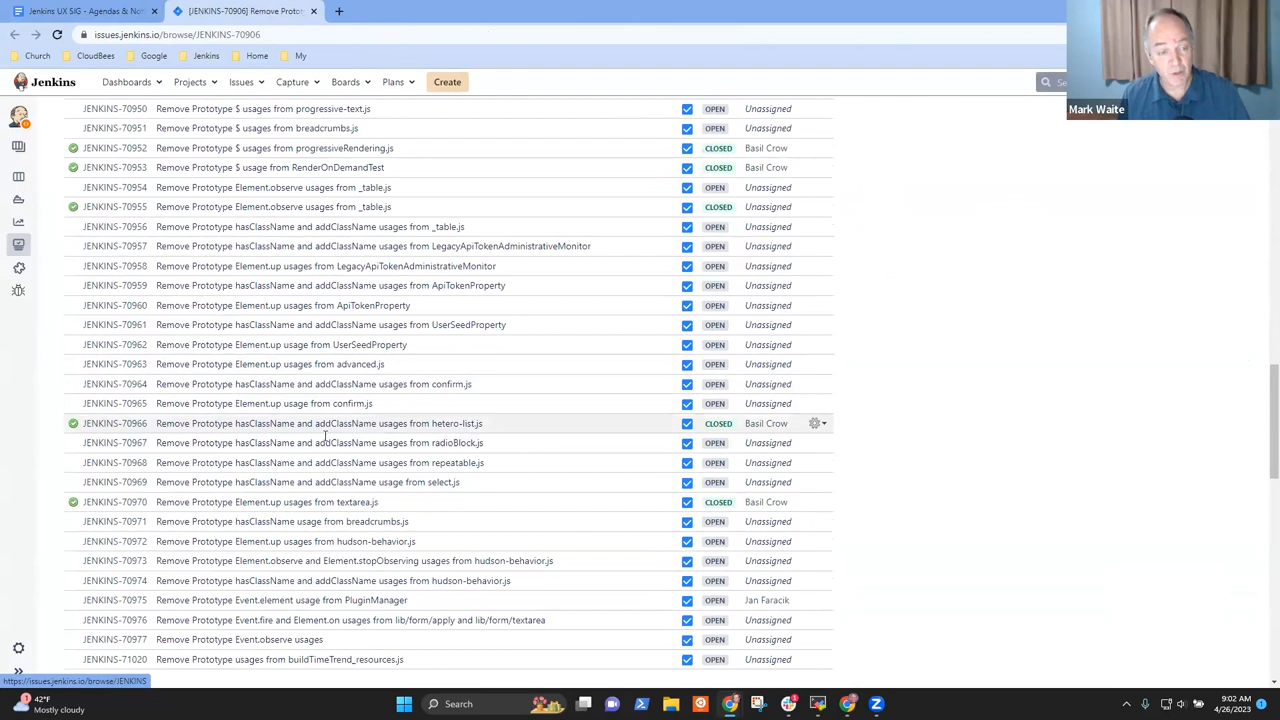 Jenkins UX SIG - Agendas & Note
[JENKINS-70906] Remove Protot
issues.jenkins.io/browse/JENKINS-70906
Church CloudBees Google Jenkins Home My
Jenkins Dashboards Projects Issues Capture Boards Plans Create
Mark Waite
JENKINS-70950 Remove Prototype $ usages from progressive-text.js OPEN Unassigned
JENKINS-70951 Remove Prototype $ usages from breadcrumbs.js OPEN Unassigned
JENKINS-70952 Remove Prototype $ usages from progressiveRendering.js CLOSED Basil Crow
JENKINS-70953 Remove Prototype $ usage from RenderOnDemandTest CLOSED Basil Crow
JENKINS-70954 Remove Prototype Element.observe usages from _table.js OPEN Unassigned
JENKINS-70955 Remove Prototype Element.observe usages from _table.js CLOSED Unassigned
JENKINS-70956 Remove Prototype hasClassName and addClassName usages from _table.js OPEN Unassigned
JENKINS-70957 Remove Prototype hasClassName and addClassName usages from LegacyApiTokenAdministrativeMonitor OPEN Unassigned
JENKINS-70958 Remove Prototype Element.up usages from LegacyApiTokenAdministrativeMonitor OPEN Unassigned
JENKINS-70959 Remove Prototype hasClassName and addClassName usages from ApiTokenProperty OPEN Unassigned
JENKINS-70960 Remove Prototype Element.up usages from ApiTokenProperty OPEN Unassigned
JENKINS-70961 Remove Prototype hasClassName and addClassName usages from UserSeedProperty OPEN Unassigned
JENKINS-70962 Remove Prototype Element.up usage from UserSeedProperty OPEN Unassigned
JENKINS-70963 Remove Prototype Element.up usages from advanced.js OPEN Unassigned
JENKINS-70964 Remove Prototype hasClassName and addClassName usages from confirm.js OPEN Unassigned
JENKINS-70965 Remove Prototype Element.up usage from confirm.js OPEN Unassigned
JENKINS-70966 Remove Prototype hasClassName and addClassName usages from hetero-list.js CLOSED Basil Crow
JENKINS-70967 Remove Prototype hasClassName and addClassName usages from radioBlock.js OPEN Unassigned
JENKINS-70968 Remove Prototype hasClassName and addClassName usages from repeatable.js OPEN Unassigned
JENKINS-70969 Remove Prototype hasClassName and addClassName usage from select.js OPEN Unassigned
JENKINS-70970 Remove Prototype Element.up usages from textarea.js CLOSED Basil Crow
JENKINS-70971 Remove Prototype hasClassName usage from breadcrumbs.js OPEN Unassigned
JENKINS-70972 Remove Prototype Element.up usages from hudson-behavior.js OPEN Unassigned
JENKINS-70973 Remove Prototype Element.observe and Element.stopObserving usages from hudson-behavior.js OPEN Unassigned
JENKINS-70974 Remove Prototype hasClassName and addClassName usages from hudson-behavior.js OPEN Unassigned
JENKINS-70975 Remove Prototype Event.element usage from PluginManager OPEN Jan Faracik
JENKINS-70976 Remove Prototype Event.fire and Element.on usages from lib/form/apply and lib/form/textarea OPEN Unassigned
JENKINS-70977 Remove Prototype Event.observe usages OPEN Unassigned
JENKINS-71020 Remove Prototype usages from buildTimeTrend_resources.js OPEN Unassigned
https://issues.jenkins.io/browse/JENKINS
42°F
Mostly cloudy
Search
9:02 AM
4/26/2023